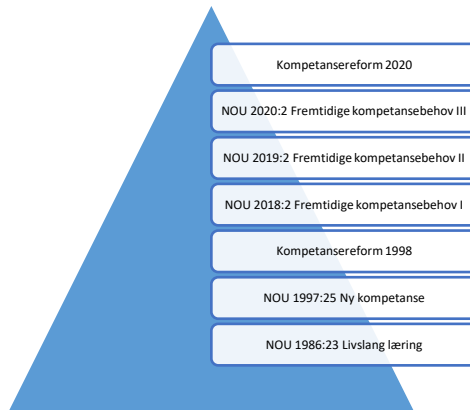 Kompetansereform 2020
NOU 2020:2 Fremtidige kompetansebehov III
NOU 2019:2 Fremtidige kompetansebehov II
NOU 2018:2 Fremtidige kompetansebehov I
Kompetansereform 1998
NOU 1997:25 Ny kompetanse
NOU 1986:23 Livslang læring